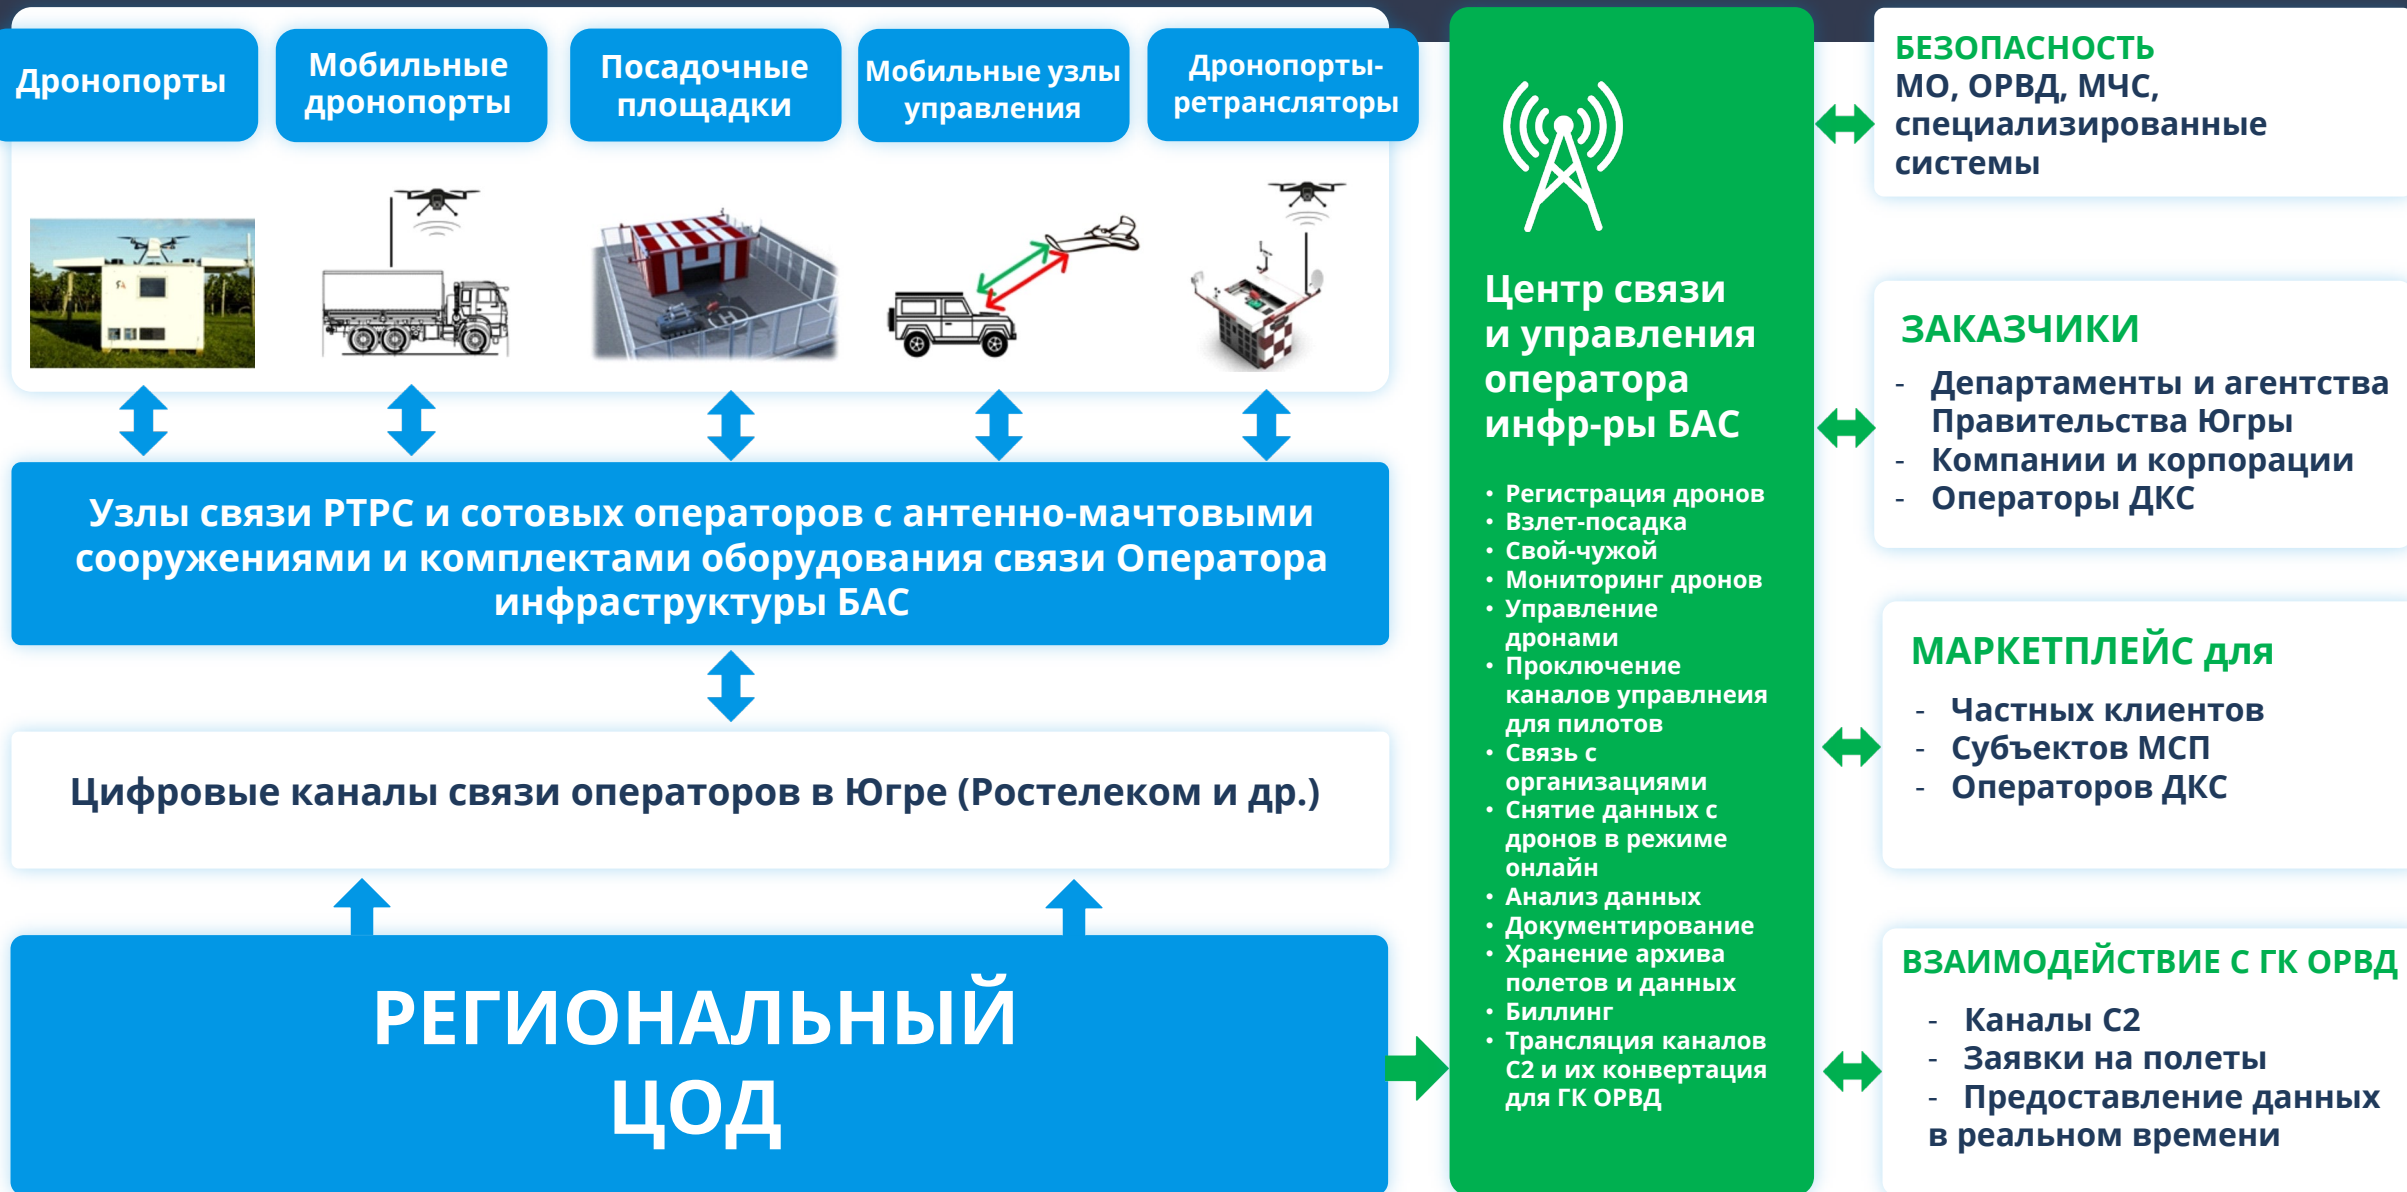 Дронопорты
Мобильные
дронопорты
Посадочные
площадки
Мобильные узлы
управления
Дронопорты-
ретрансляторы
Узлы связи РТРС и сотовых операторов с антенно-мачтовыми
сооружениями и комплектами оборудования связи Оператора
инфраструктуры БАС
Цифровые каналы связи операторов в Югре (Ростелеком и др.)
РЕГИОНАЛЬНЫЙ
ЦОД
Центр связи
и управления
оператора
инфр-ры БАС
• Регистрация дронов
• Взлет-посадка
• Свой-чужой
• Мониторинг дронов
• Управление
дронами
• Проключение
каналов управлнеия
для пилотов
• Связь с
организациями
• Снятие данных с
дронов в режиме
онлайн
• Анализ данных
• Документирование
• Хранение архива
полетов и данных
• Биллинг
• Трансляция каналов
С2 и их конвертация
для ГК ОРВД
БЕЗОПАСНОСТЬ
МО, ОРВД, МЧС,
специализированные
системы
ЗАКАЗЧИКИ
- Департаменты и агентства
Правительства Югры
- Компании и корпорации
- Операторы ДКС
МАРКЕТПЛЕЙС для
- Частных клиентов
- Субъектов МСП
- Операторов ДКС
ВЗАИМОДЕЙСТВИЕ С ГК ОРВД
- Каналы С2
- Заявки на полеты
- Предоставление данных
в реальном времени